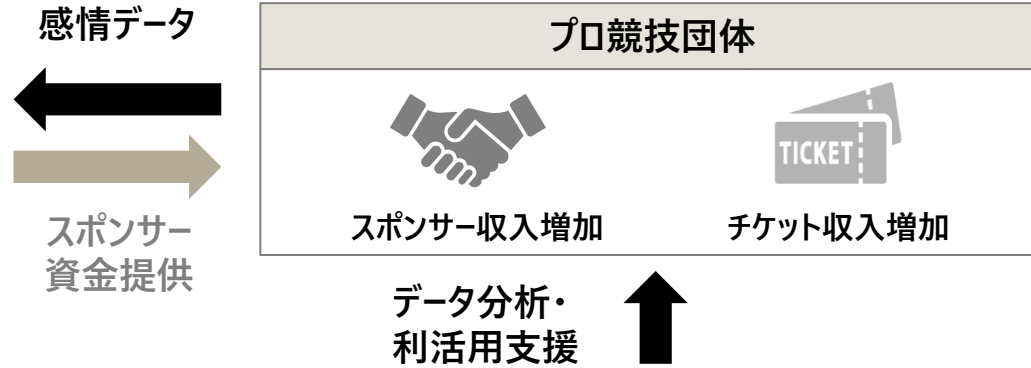 感情データ
プロ競技団体
TICKET
スポンサー収入増加
チケット収入増加
スポンサー
資金提供
データ分析・
利活用支援